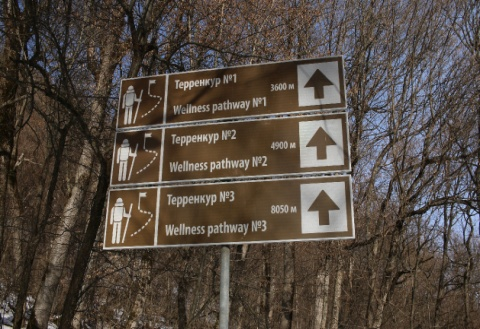 Терренкур №1 3600 м
Wellness pathway №1
Терренкур №2 4900 м
Wellness pathway №2
Терренкур №3 8050 м
Wellness pathway №3